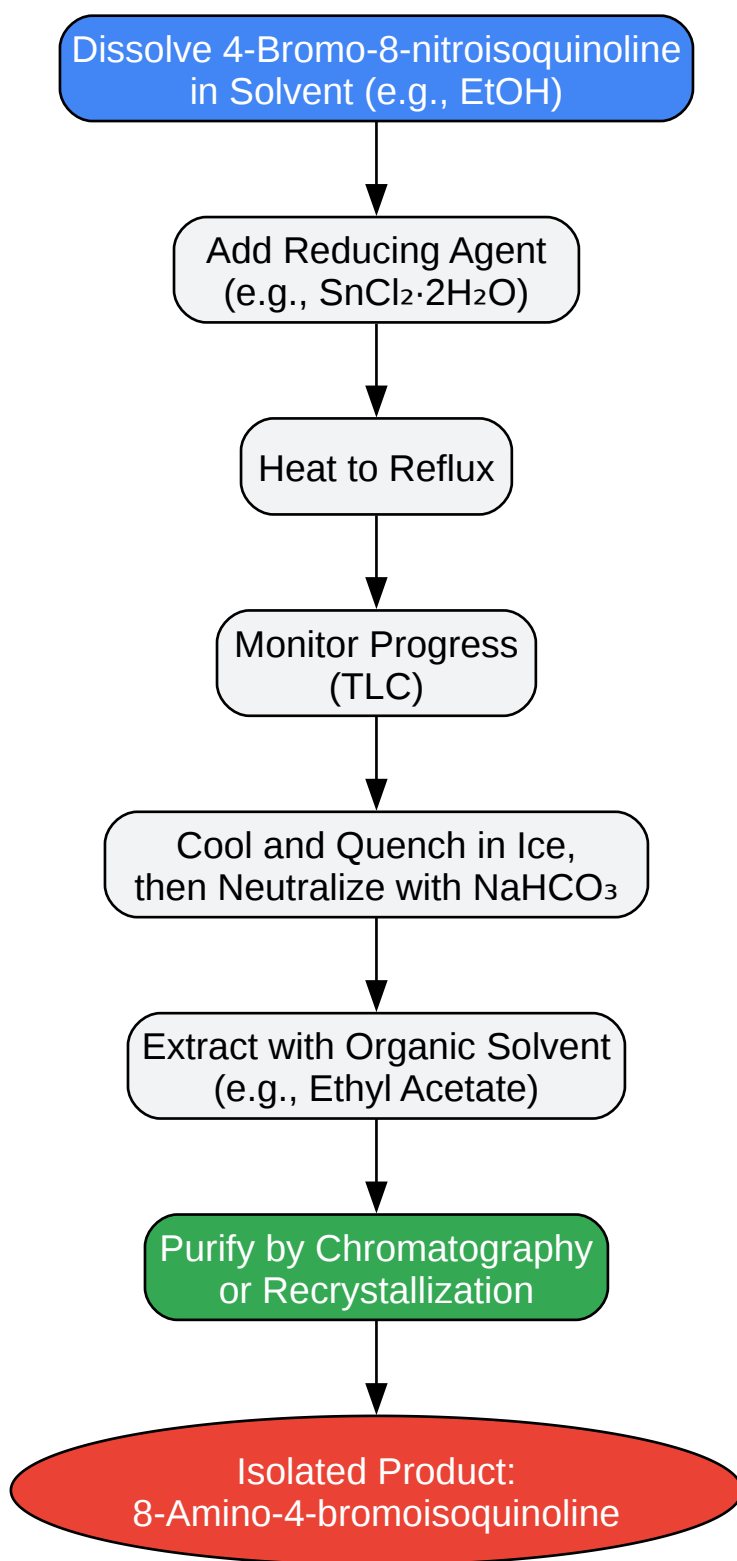 Dissolve 4-Bromo-8-nitroisoquinoline
in Solvent (e.g., EtOH)
Add Reducing Agent
(e.g., SnCl₂·2H₂O)
Heat to Reflux
Monitor Progress
(TLC)
Cool and Quench in Ice,
then Neutralize with NaHCO₃
Extract with Organic Solvent
(e.g., Ethyl Acetate)
Purify by Chromatography
or Recrystallization
Isolated Product:
8-Amino-4-bromoisoquinoline